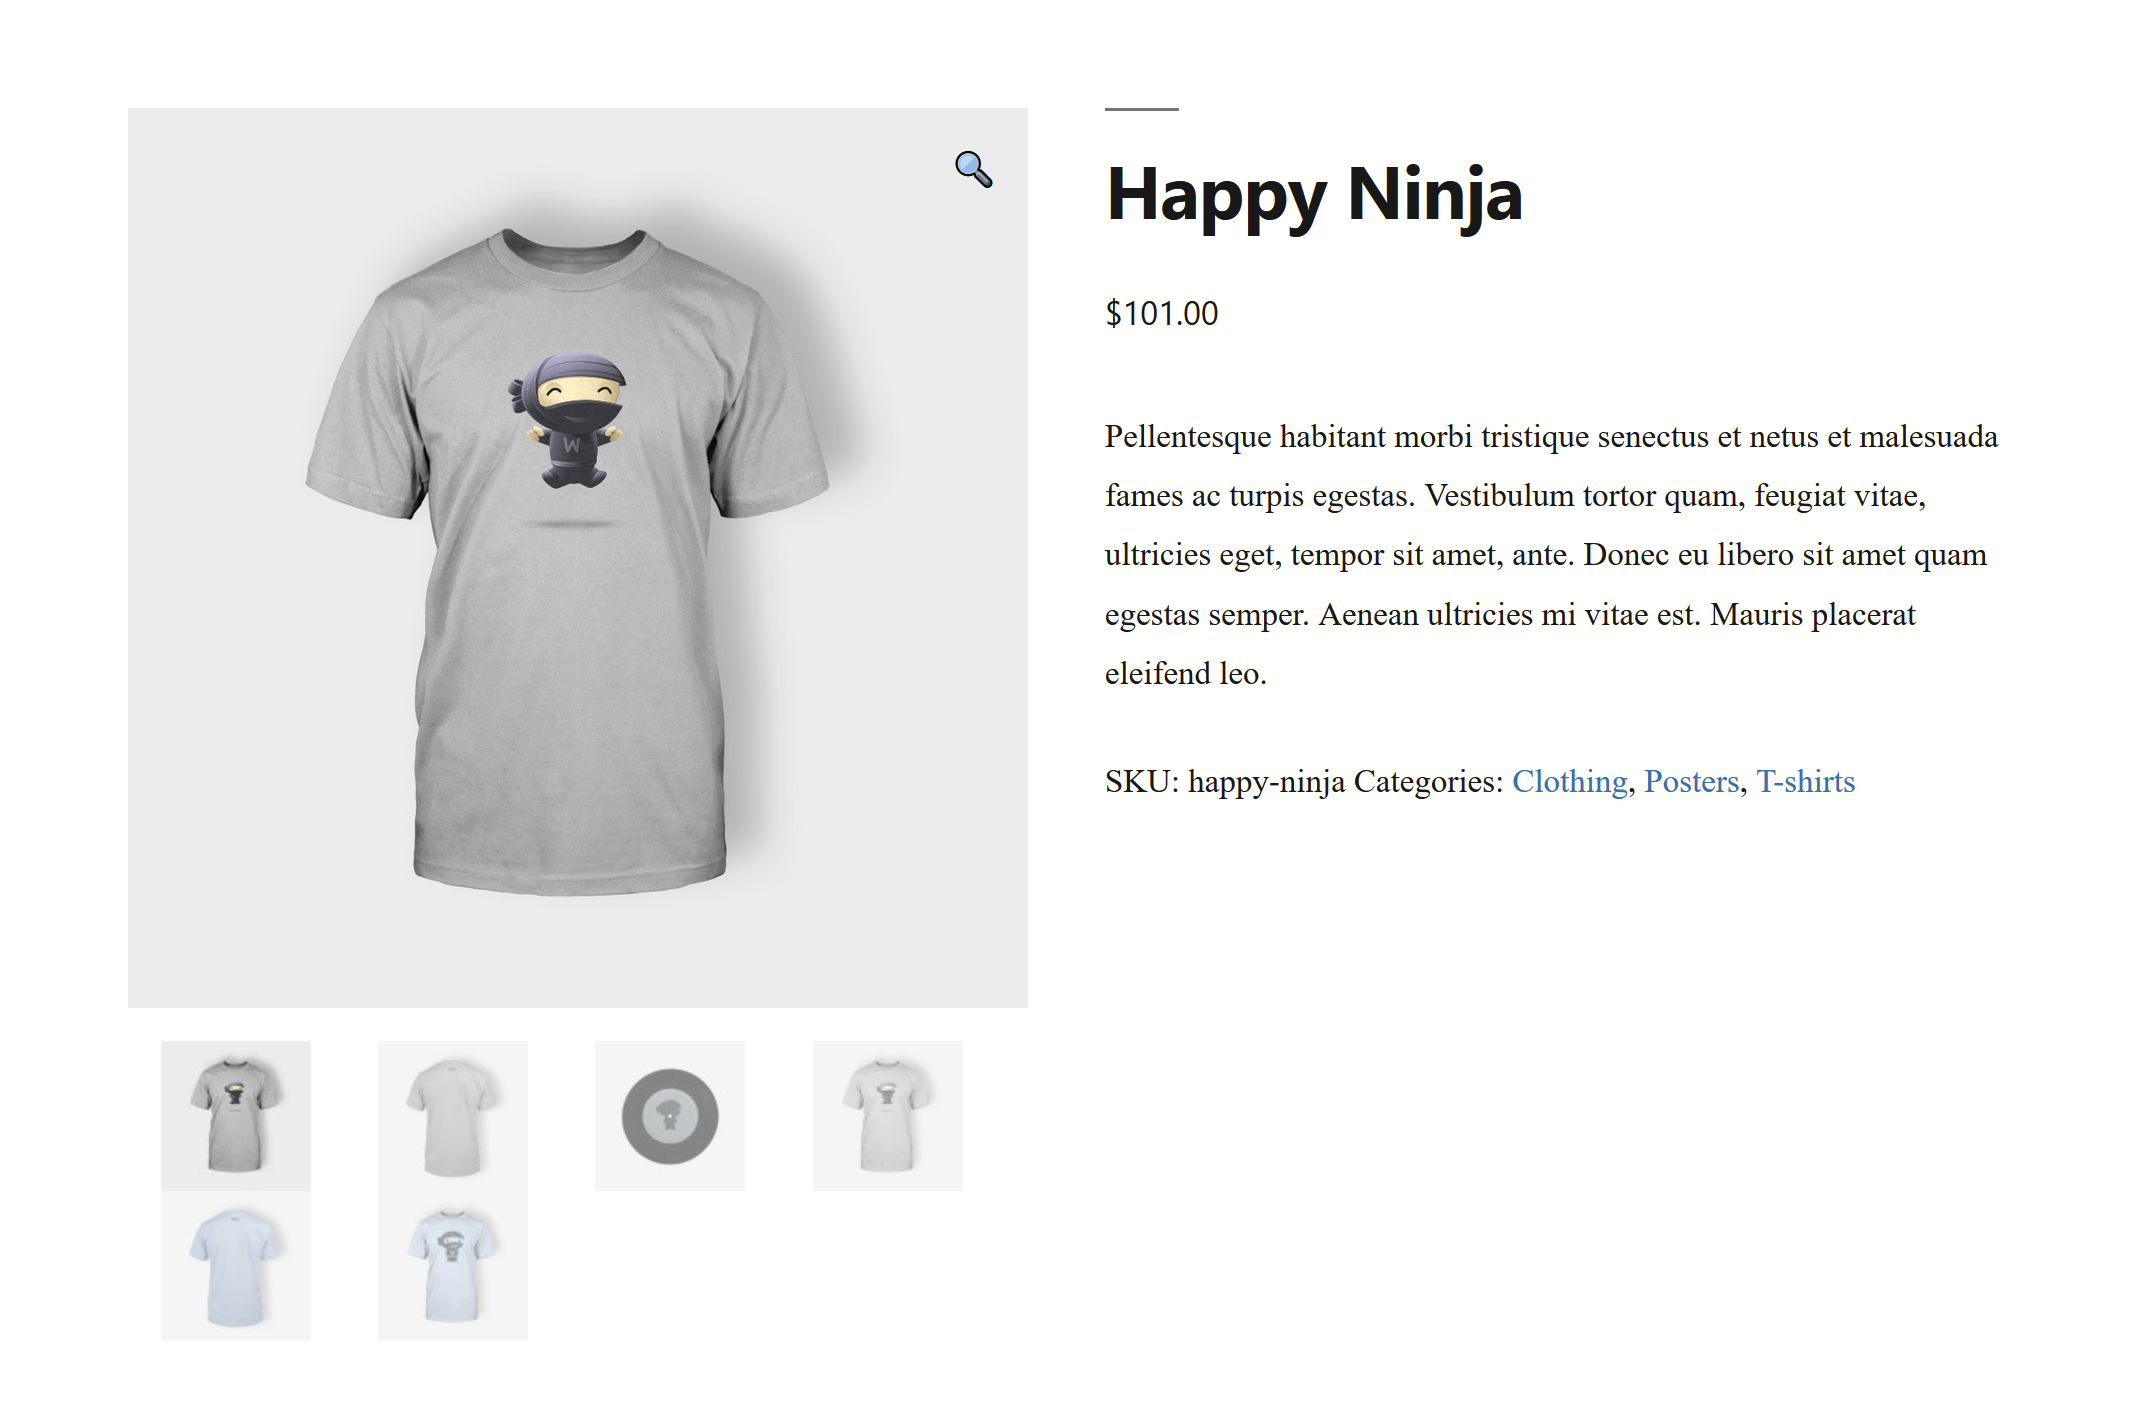 Happy Ninja
$101.00
W
Pellentesque habitant morbi tristique senectus et netus et malesuada
fames ac turpis egestas. Vestibulum tortor quam, feugiat vitae,
ultricies eget, tempor sit amet, ante. Donec eu libero sit amet quam
egestas semper. Aenean ultricies mi vitae est. Mauris placerat
eleifend leo.
SKU: happy-ninja Categories: Clothing, Posters, T-shirts